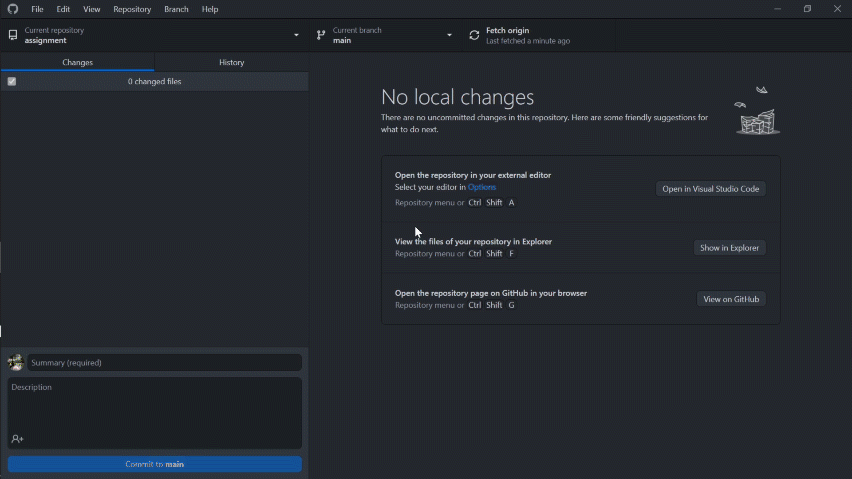 File Edit View Repository Branch Help
Current repository
assignment
Current branch
main
Fetch origin
Last fetched a minute ago
Changes
History
0 changed files
No local changes
There are no uncommitted changes in this repository. Here are some friendly suggestions for
what to do next.
Open the repository in your external editor
Select your editor in Options
Repository menu or Ctrl Shift A
Open in Visual Studio Code
View the files of your repository in Explorer
Repository menu or Ctrl Shift F
Show in Explorer
Open the repository page on GitHub in your browser
Repository menu or Ctrl Shift G
View on GitHub
Summary (required)
Description
Commit to main